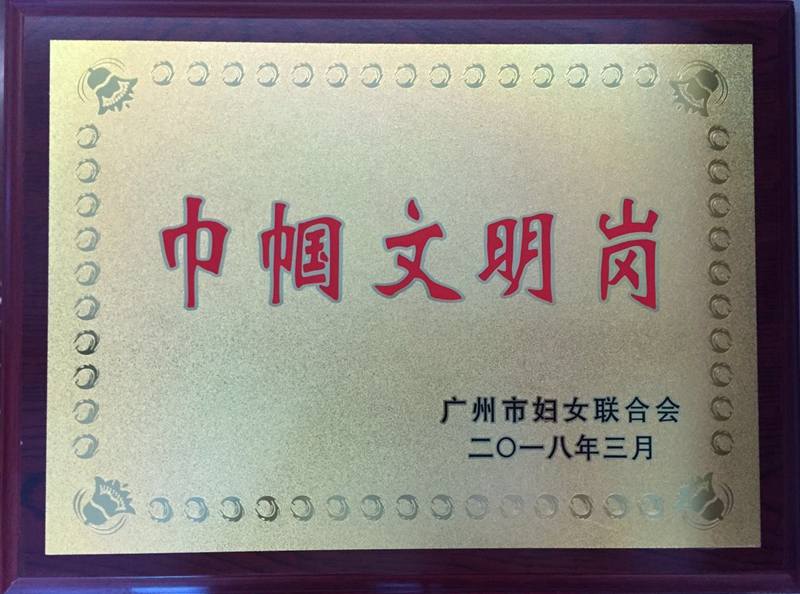 巾帼文明岗
广州市妇女联合会
二〇一八年三月